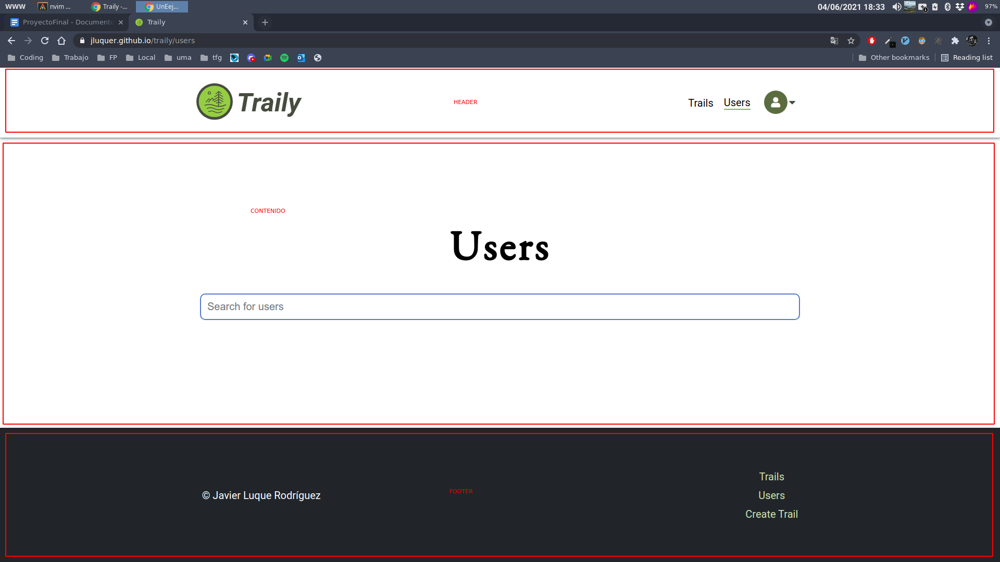 WWW nvim ... Traily -... UnEej... 04/06/2021 18:33 1 97%
ProyectoFinal - Document Traily
jluquer.github.io/traily/users
Coding Trabajo FP Local uma tfg Other bookmarks Reading list
Traily HEADER Trails Users
CONTENIDO
Users
Search for users
Trails
© Javier Luque Rodríguez FOOTER Users
Create Trail